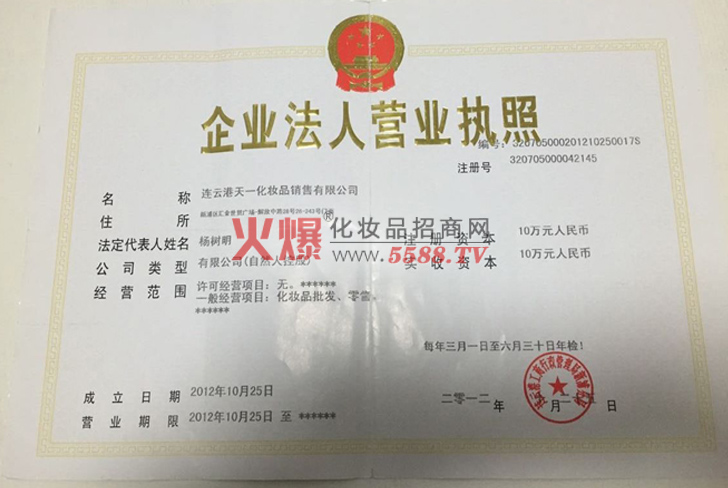 企业法人营业执照
编号: 320705000201210250017S
注册号 320705000042145
名称 连云港天一化妆品销售有限公司
住所
法定代表人姓名 杨树明 注册资本 10万元人民币
公司类型 有限公司(自然人控股) 实收资本 10万元人民币
经营范围 许可经营项目:无。******
一般经营项目:化妆品批发、零售。
******
火爆®化妆品招商网
www.5588.TV
每年三月一日至六月三十日年检!
成立日期 2012年10月25日
二零一二 年 月 日
营业期限 2012年10月25日 至 ******